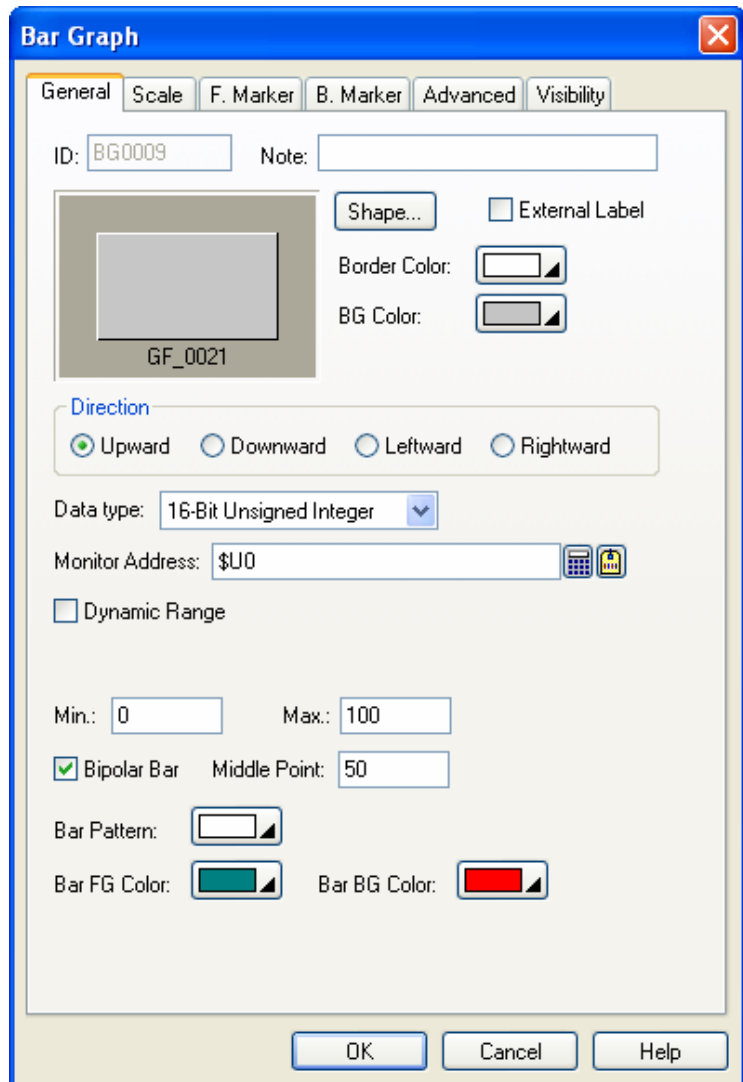 Bar Graph
General Scale F. Marker B. Marker Advanced Visibility
ID: BG0009 Note:
Shape... External Label
Border Color:
BG Color:
GF_0021
Direction
Upward Downward Leftward Rightward
Data type: 16-Bit Unsigned Integer
Monitor Address: $U0
Dynamic Range
Min.: 0 Max.: 100
Bipolar Bar Middle Point: 50
Bar Pattern:
Bar FG Color: Bar BG Color:
OK Cancel Help